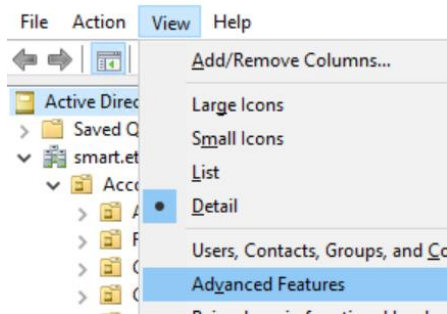 File Action View Help
Add/Remove Columns...
Active Direc
Large Icons
Saved Q
Small Icons
smart.et
List
Acco
Detail
Users, Contacts, Groups, and Co
Advanced Features